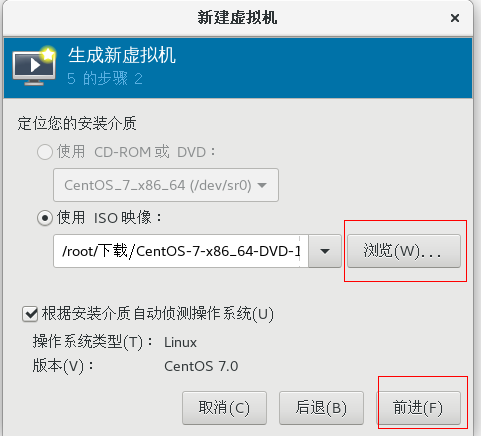 新建虚拟机
生成新虚拟机
5 的步骤 2
定位您的安装介质
使用 CD-ROM 或 DVD：
CentOS_7_x86_64 (/dev/sr0)
使用 ISO 映像：
/root/下载/CentOS-7-x86_64-DVD-1
浏览(W)...
根据安装介质自动侦测操作系统(U)
操作系统类型(T)： Linux
版本(V)： CentOS 7.0
取消(C) 后退(B) 前进(F)